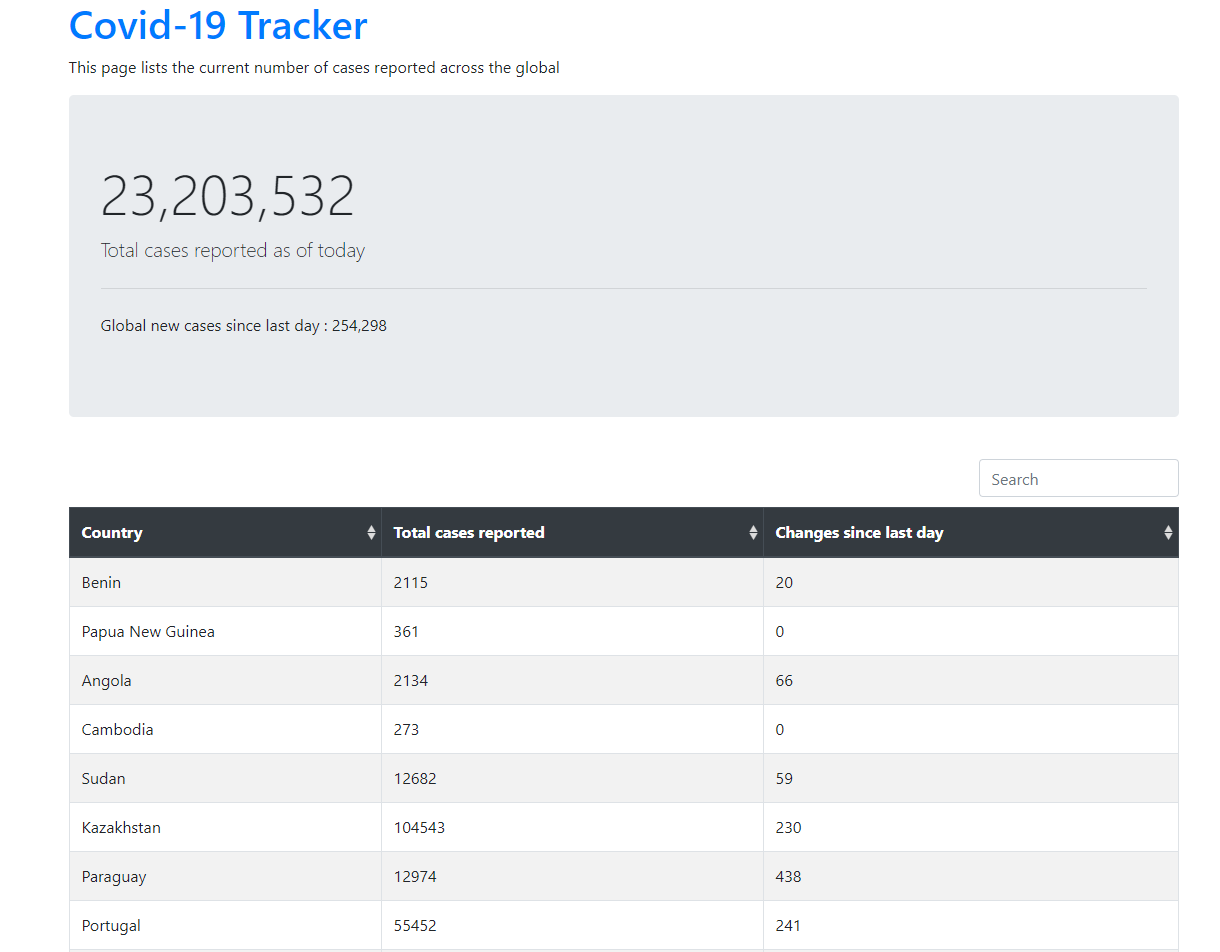 Covid-19 Tracker
This page lists the current number of cases reported across the global
23,203,532
Total cases reported as of today
Global new cases since last day : 254,298
Search
Country Total cases reported Changes since last day
Benin 2115 20
Papua New Guinea 361 0
Angola 2134 66
Cambodia 273 0
Sudan 12682 59
Kazakhstan 104543 230
Paraguay 12974 438
Portugal 55452 241